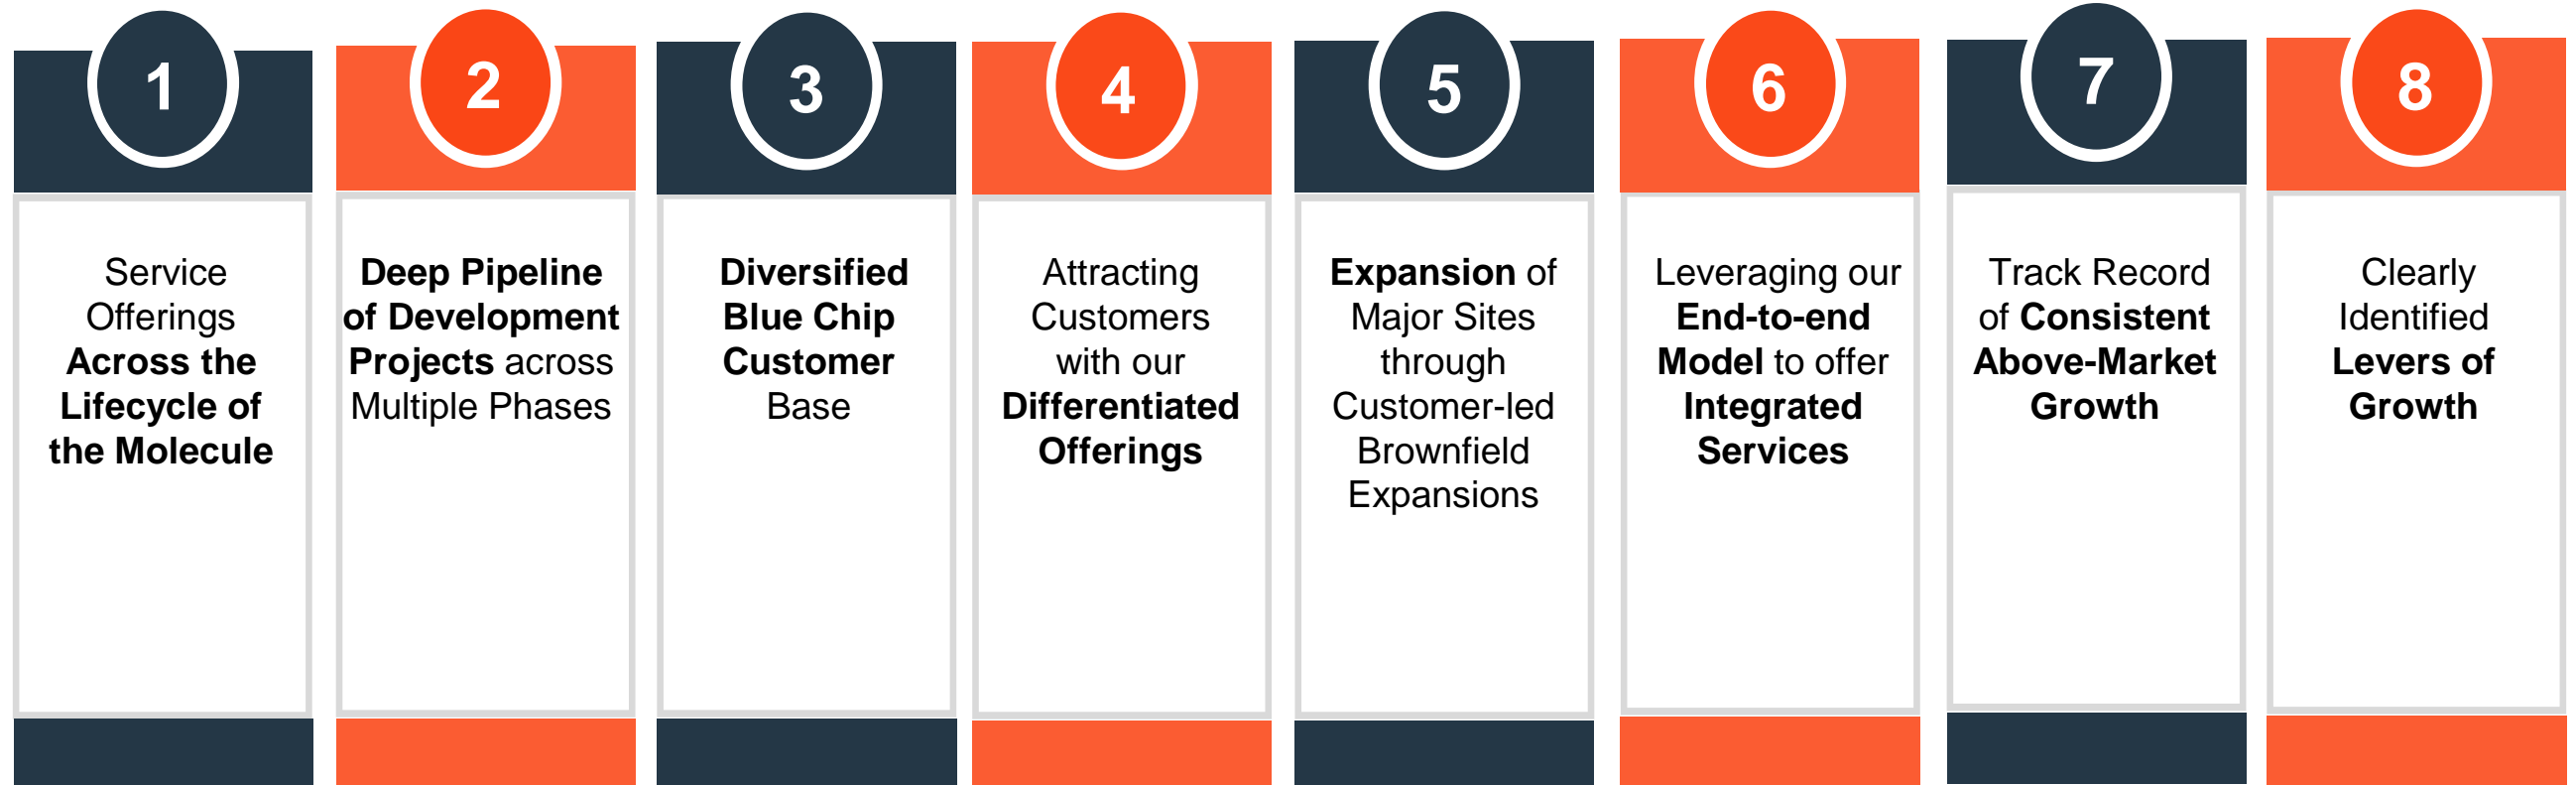 1
Service
Offerings
Across the
Lifecycle of
the Molecule
2
Deep Pipeline
of Development
Projects across
Multiple Phases
3
Diversified
Blue Chip
Customer
Base
4
Attracting
Customers
with our
Differentiated
Offerings
5
Expansion of
Major Sites
through
Customer-led
Brownfield
Expansions
6
Leveraging our
End-to-end
Model to offer
Integrated
Services
7
Track Record
of Consistent
Above-Market
Growth
8
Clearly
Identified
Levers of
Growth